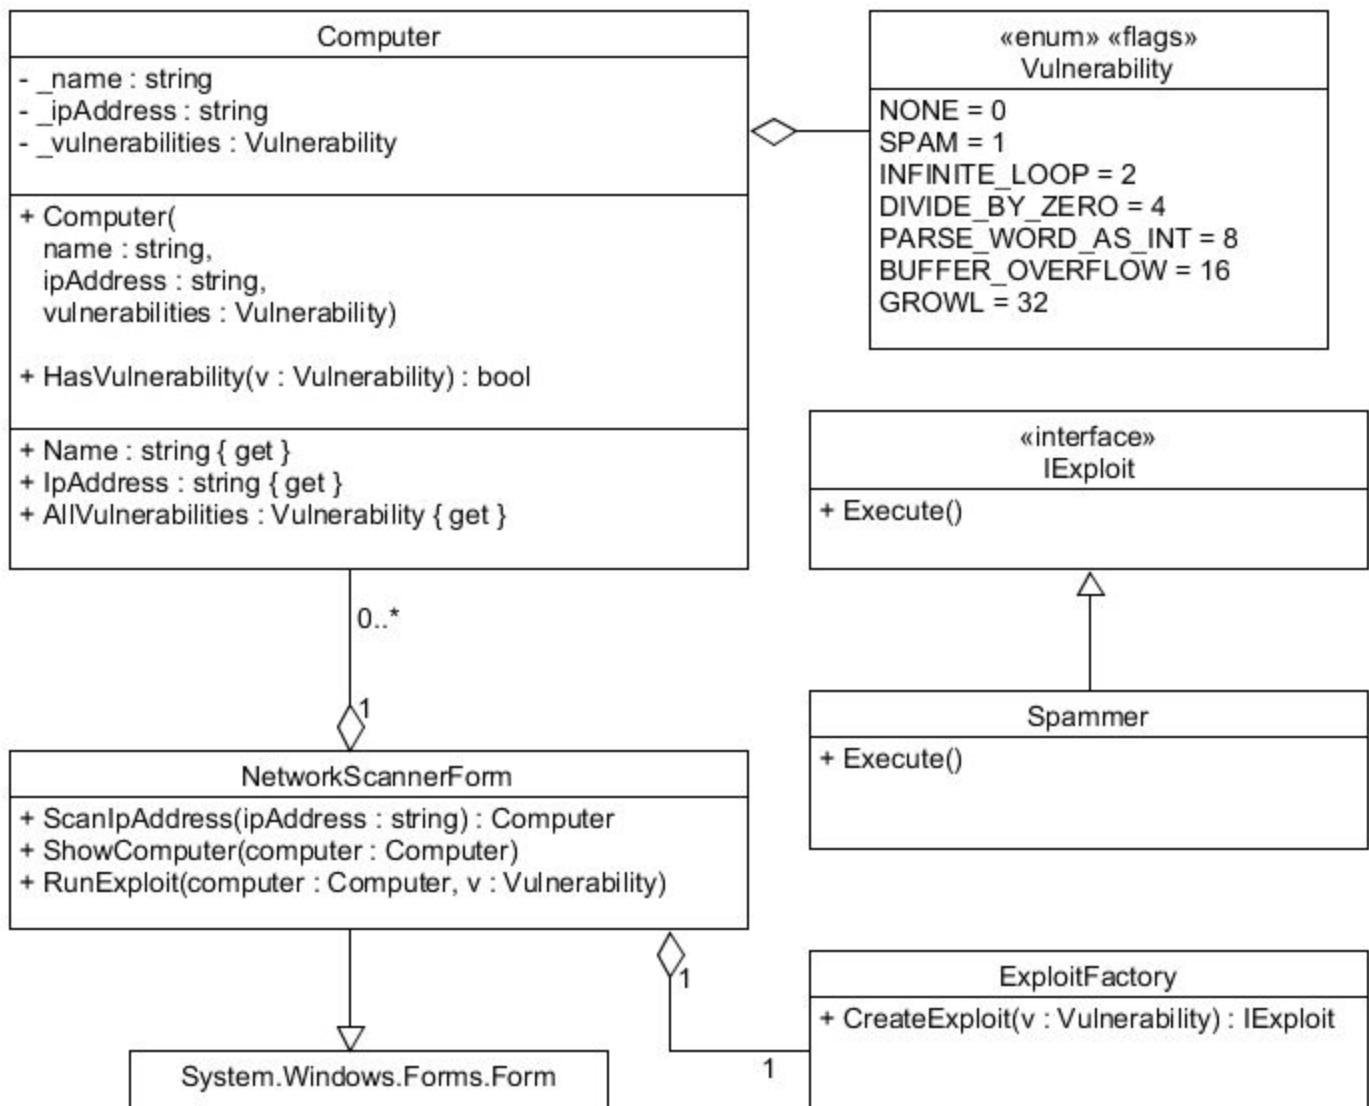 Computer
- _name : string
- _ipAddress : string
- _vulnerabilities : Vulnerability
+ Computer(
name : string,
ipAddress : string,
vulnerabilities : Vulnerability)
+ HasVulnerability(v : Vulnerability) : bool
+ Name : string { get }
+ IpAddress : string { get }
+ AllVulnerabilities : Vulnerability { get }
«enum» «flags»
Vulnerability
NONE = 0
SPAM = 1
INFINITE_LOOP = 2
DIVIDE_BY_ZERO = 4
PARSE_WORD_AS_INT = 8
BUFFER_OVERFLOW = 16
GROWL = 32
«interface»
IExploit
+ Execute()
0..*
1
Spammer
+ Execute()
NetworkScannerForm
+ ScanIpAddress(ipAddress : string) : Computer
+ ShowComputer(computer : Computer)
+ RunExploit(computer : Computer, v : Vulnerability)
1
1
ExploitFactory
+ CreateExploit(v : Vulnerability) : IExploit
System.Windows.Forms.Form